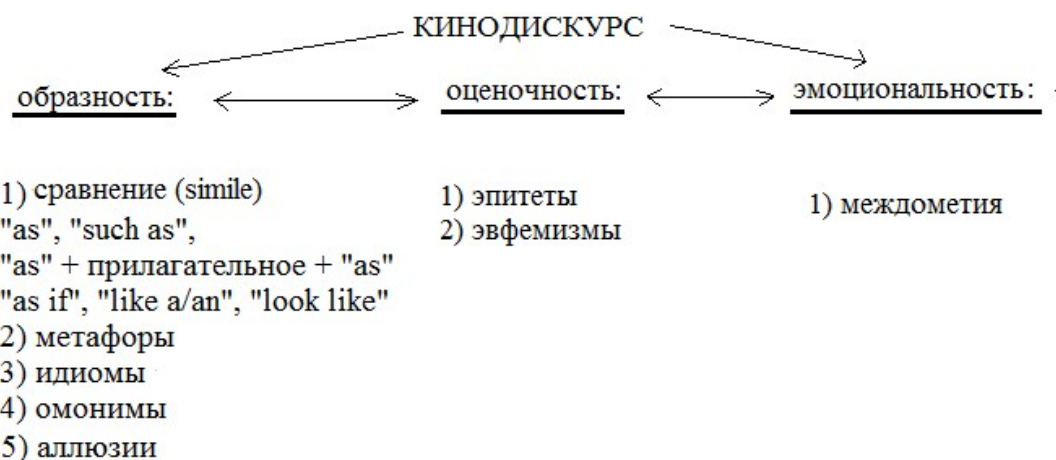 КИНОДИСКУРС
образность:
оценочность:
эмоциональность:
1) сравнение (simile)
"as", "such as",
"as" + прилагательное + "as"
"as if", "like a/an", "look like"
2) метафоры
3) идиомы
4) омонимы
5) аллюзии
1) эпитеты
2) эвфемизмы
1) междометия